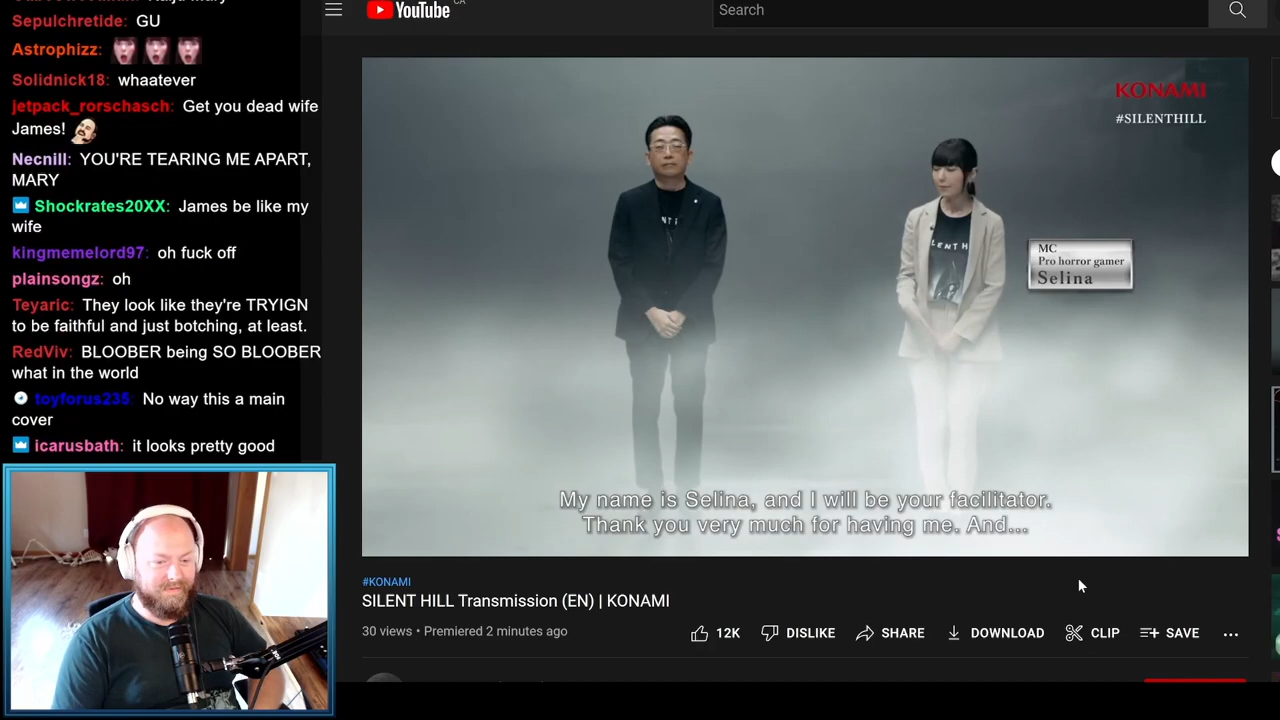 Sepulchretide: GU
Astrophizz:
Solidnick18: whaatever
jetpack_rorschasch: Get you dead wife
James!
Necnill: YOU'RE TEARING ME APART,
MARY
Shockrates20XX: James be like my
wife
kingmemelord97: oh fuck off
plainsongz: oh
Teyaric: They look like they're TRYIGN
to be faithful and just botching, at least.
RedViv: BLOOBER being SO BLOOBER
what in the world
toyforus235: No way this a main
cover
icarusbath: it looks pretty good
YouTube
CA
Search
KONAMI
#SILENTHILL
MC
Pro horror gamer
Selina
My name is Selina, and I will be your facilitator.
Thank you very much for having me. And...
#KONAMI
SILENT HILL Transmission (EN) | KONAMI
30 views • Premiered 2 minutes ago
12K
DISLIKE
SHARE
DOWNLOAD
CLIP
SAVE